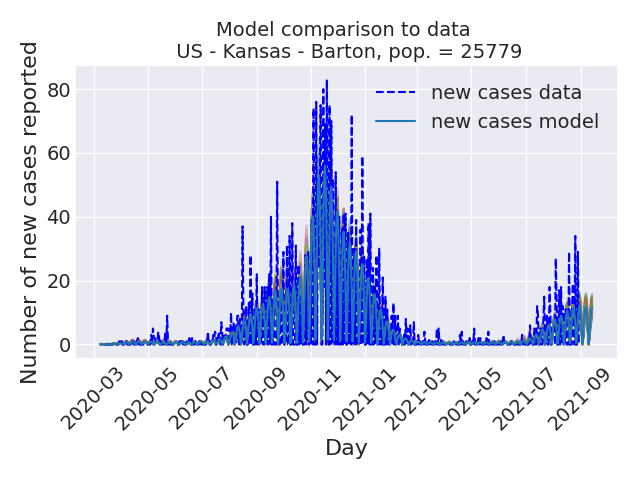 Model comparison to data
US - Kansas - Barton, pop. = 25779
Number of new cases reported
80
60
40
20
0
new cases data
new cases model
2020-03
2020-05
2020-07
2020-09
2020-11
2021-01
2021-03
2021-05
2021-07
2021-09
Day